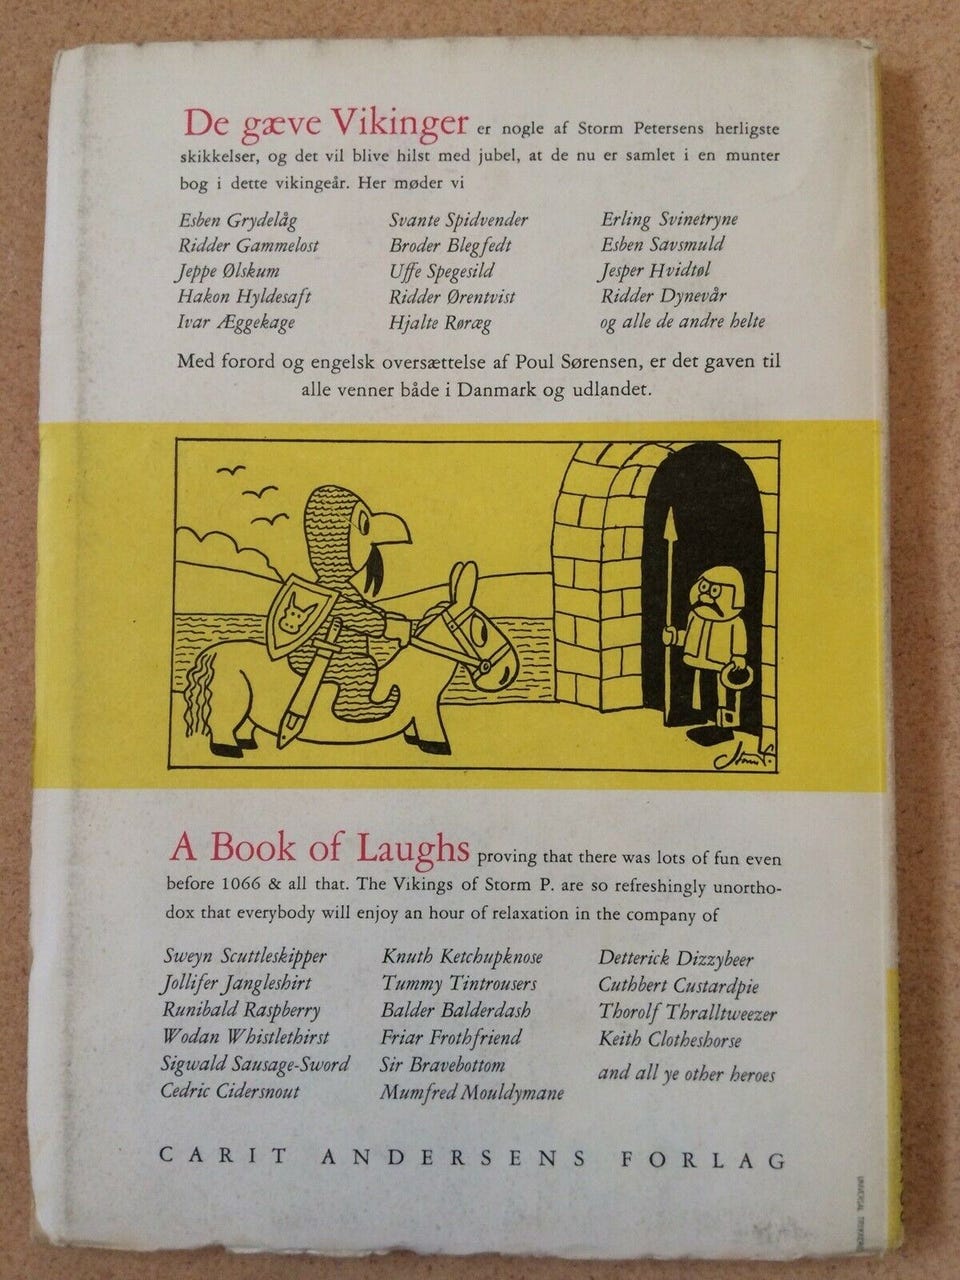 De gæve Vikinger er nogle af Storm Petersens herligste
skikkelser, og det vil blive hilst med jubel, at de nu er samlet i en munter
bog i dette vikingeår. Her møder vi
Esben Grydelåg
Ridder Gammelost
Jeppe Ølskum
Hakon Hyldesaft
Ivar Æggekage
Svante Spidvender
Broder Blegfedt
Uffe Spegesild
Ridder Ørentvist
Hjalte Røræg
Erling Svinetryne
Esben Savsmuld
Jesper Hvidtøl
Ridder Dynevår
og alle de andre helte
Med forord og engelsk oversættelse af Poul Sørensen, er det gaven til
alle venner både i Danmark og udlandet.
Storm P.
A Book of Laughs proving that there was lots of fun even
before 1066 & all that. The Vikings of Storm P. are so refreshingly unortho-
dox that everybody will enjoy an hour of relaxation in the company of
Sweyn Scuttleskipper
Jollifer Jangleshirt
Runibald Raspberry
Wodan Whistlethirst
Sigwald Sausage-Sword
Cedric Cidersnout
Knuth Ketchupknose
Tummy Tintrousers
Balder Balderdash
Friar Frothfriend
Sir Bravebottom
Mumfred Mouldymane
Detterick Dizzybeer
Cuthbert Custardpie
Thorolf Thralltweezer
Keith Clotheshorse
and all ye other heroes
CARIT ANDERSENS FORLAG